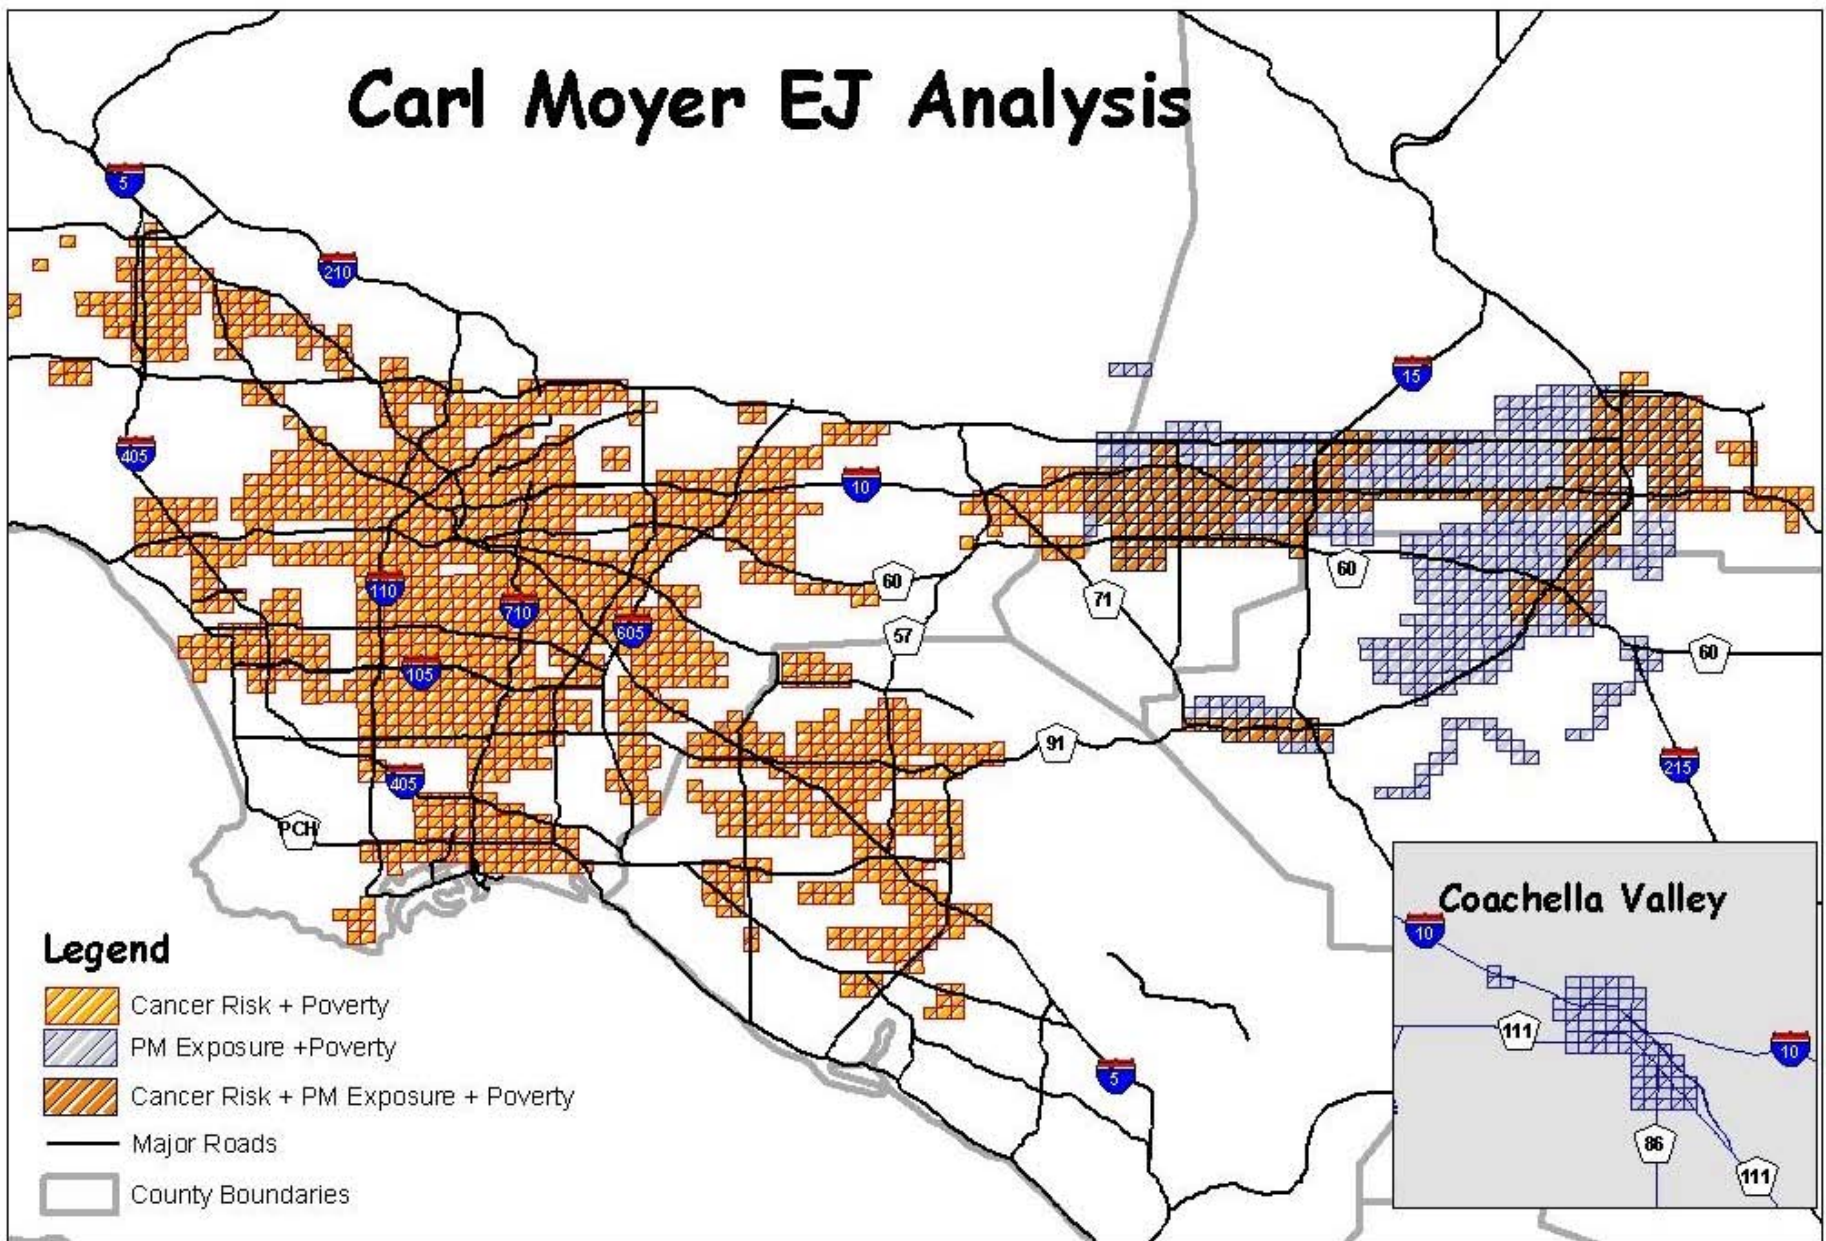 Carl Moyer EJ Analysis
5
210
15
405
10
110
710
605
60
71
60
57
105
60
91
405
215
PCH
Coachella Valley
10
111
10
86
111
5
Legend
Cancer Risk + Poverty
PM Exposure +Poverty
Cancer Risk + PM Exposure + Poverty
Major Roads
County Boundaries